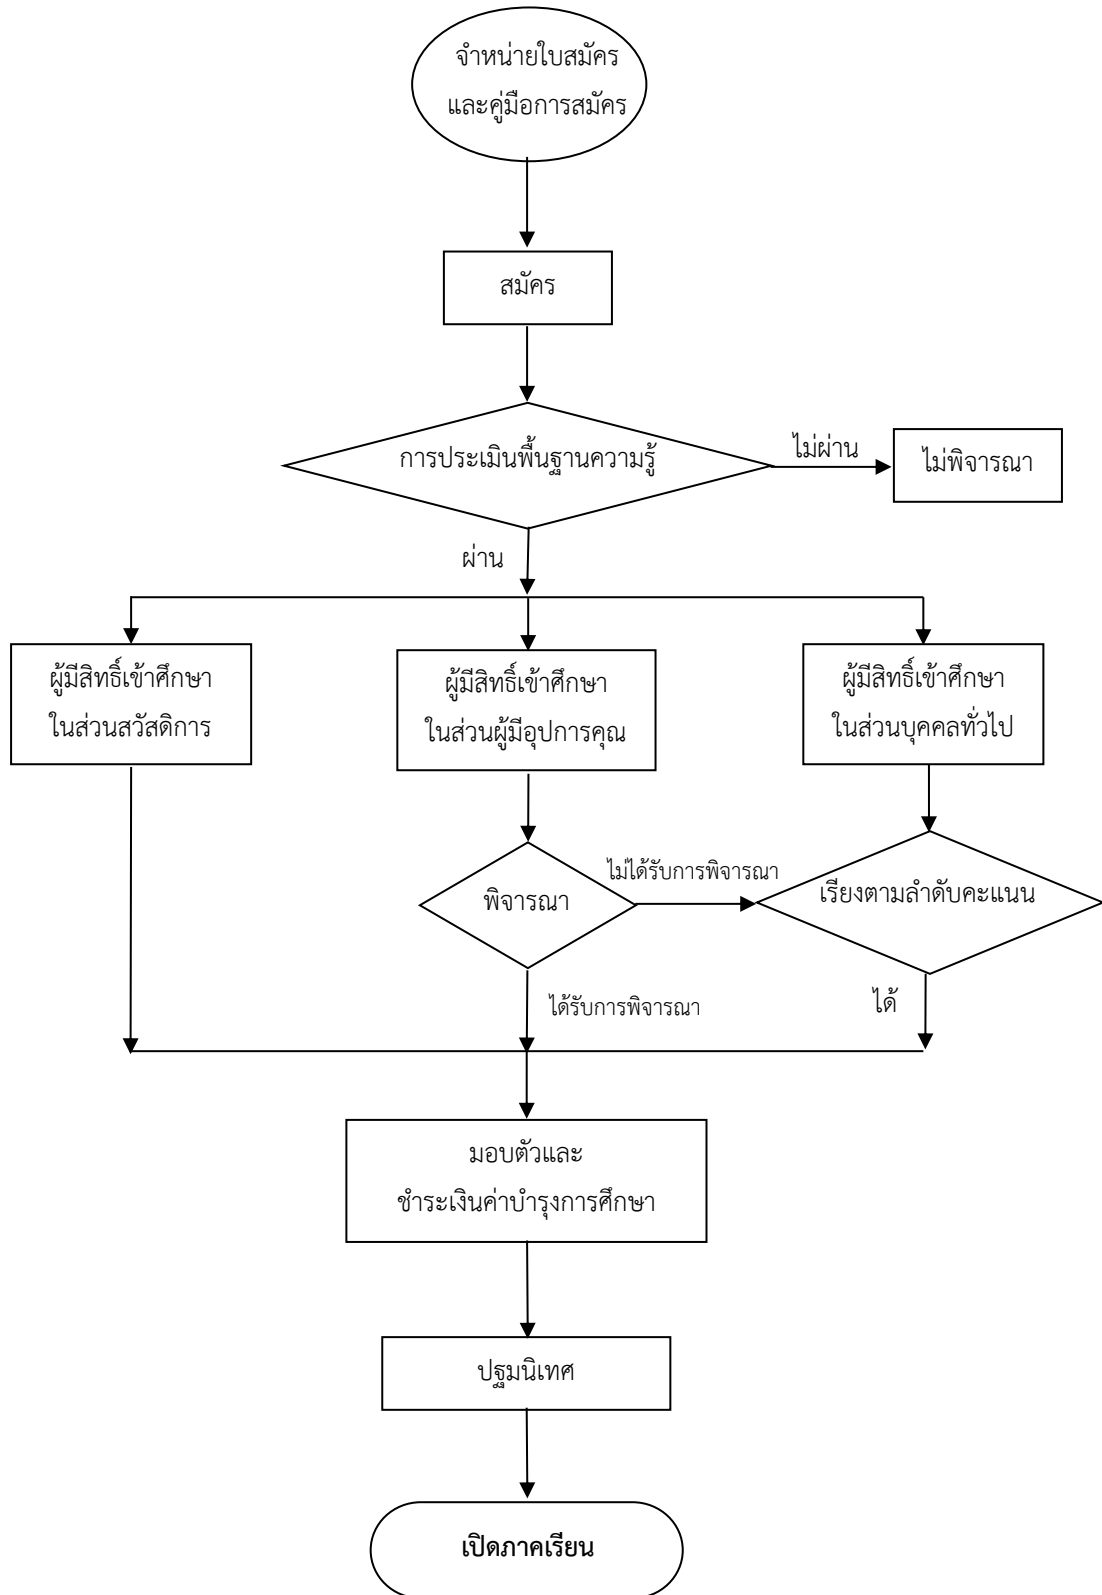 จำหน่ายใบสมัคร
และคู่มือการสมัคร
สมัคร
การประเมินพื้นฐานความรู้
ไม่ผ่าน
ไม่พิจารณา
ผ่าน
ผู้มีสิทธิ์เข้าศึกษา
ในส่วนสวัสดิการ
ผู้มีสิทธิ์เข้าศึกษา
ในส่วนผู้มีอุปการคุณ
ผู้มีสิทธิ์เข้าศึกษา
ในส่วนบุคคลทั่วไป
พิจารณา
ไม่ได้รับการพิจารณา
เรียงตามลำดับคะแนน
ได้รับการพิจารณา
ได้
มอบตัวและ
ชำระเงินค่าบำรุงการศึกษา
ปฐมนิเทศ
เปิดภาคเรียน